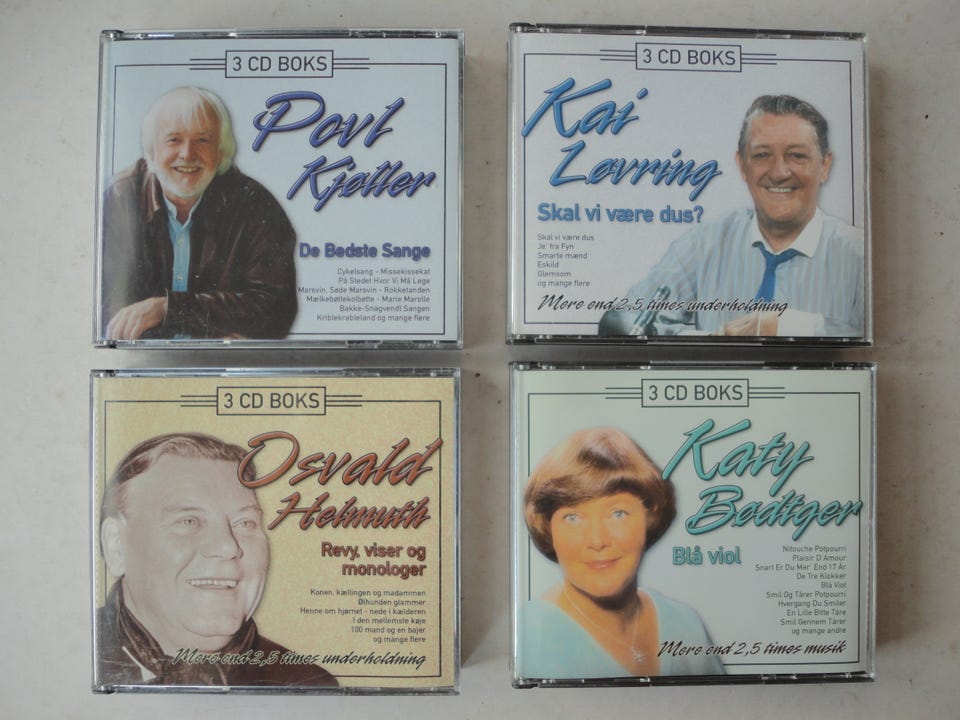 3 CD BOKS
Povl
Kjøller
De Bedste Sange
Cykelsang - Missekissekat
På Stedet Hvor Vi Må Lege
Marsvin, Søde Marsvin - Rokketanden
Mælkebøttekolbøtte - Marie Marolle
Bakke-Snagvendt Sangen
Kriblekrableland og mange flere
3 CD BOKS
Kai
Løvring
Skal vi være dus?
Skal vi være dus
Je' fra Fyn
Smarte mænd
Eskild
Glemsom
og mange flere
Mere end 2,5 times underholdning
3 CD BOKS
Osvald
Helmuth
Revy, viser og
monologer
Konen, kællingen og madammen
Ølhunden glammer
Henne om hjørnet - nede i kælderen
I den mellemste køje
100 mand og en bajer
og mange flere
Mere end 2,5 times underholdning
3 CD BOKS
Katy
Bødtger
Blå viol
Nitouche Potpourri
Plaisir D'Amour
Snart Er Du Mer' End 17 År
De Tre Klokker
Blå Viol
Smil Og Tårer Potpourri
Hvergang Du Smiler
En Lille Bitte Tåre
Smil Gennem Tårer
og mange andre
Mere end 2,5 times musik